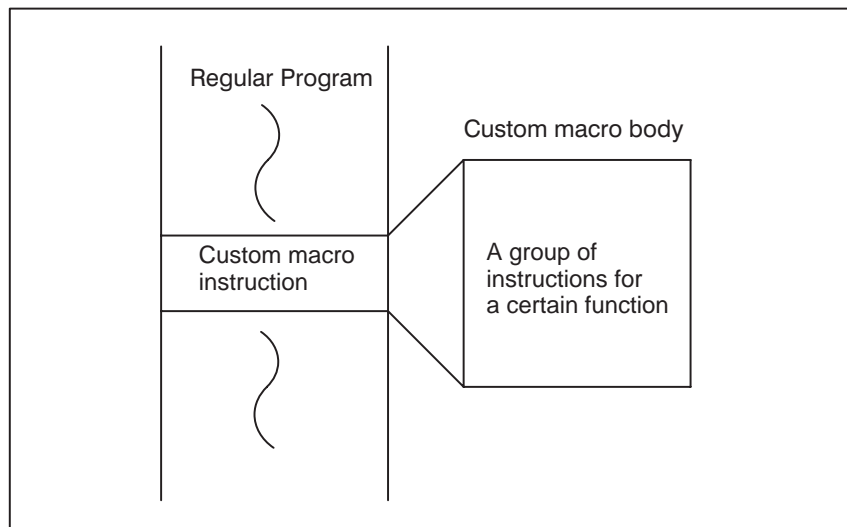 Regular Program
Custom macro body
Custom macro
instruction
A group of
instructions for
a certain function